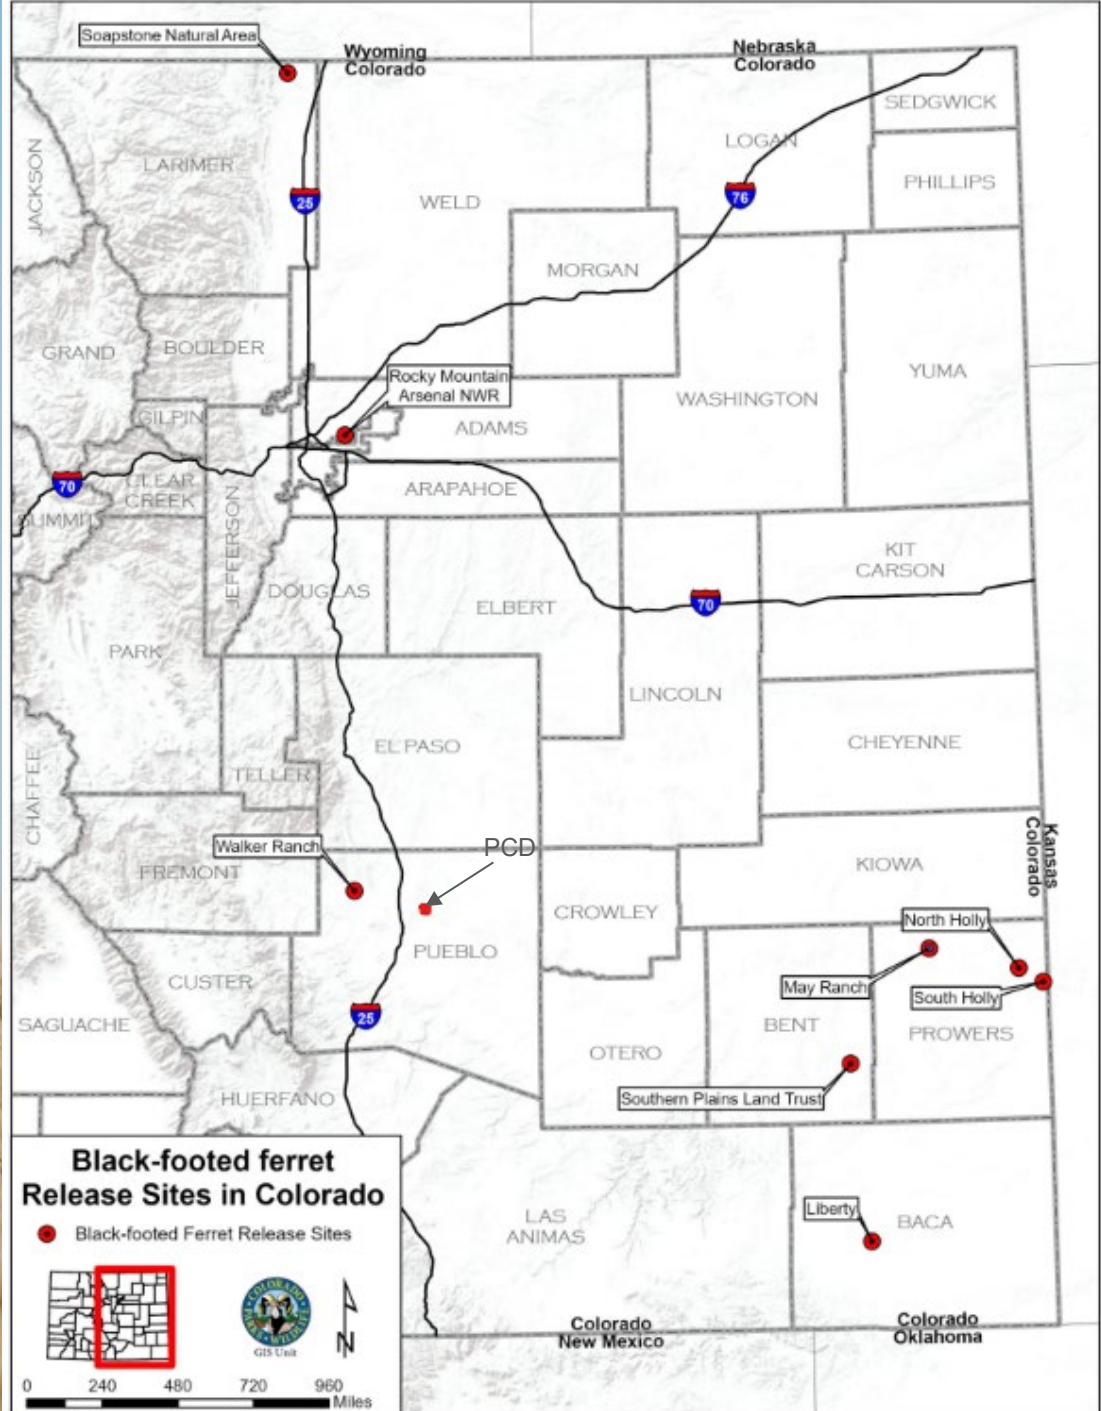 Soapstone Natural Area
Wyoming
Colorado
Nebraska
Colorado
SEDGWICK
LOGAN
JACKSON
LARIMER
PHILLIPS
25
76
WELD
MORGAN
GRAND
BOULDER
Rocky Mountain
Arsenal NWR
YUMA
WASHINGTON
GILPIN
ADAMS
70
CLEAR
CREEK
ARAPAHOE
SUMMIT
JEFFERSON
KIT
CARSON
DOUGLAS
ELBERT
70
PARK
LINCOLN
EL PASO
CHEYENNE
TELLER
CHAFFEE
Walker Ranch
PCD
Kansas
Colorado
FREMONT
KIOWA
CROWLEY
North Holly
PUEBLO
CUSTER
May Ranch
South Holly
25
SAGUACHE
BENT
PROWERS
OTERO
HUERFANO
Southern Plains Land Trust
Black-footed ferret
Release Sites in Colorado
Black-footed Ferret Release Sites
LAS
ANIMAS
Liberty
BACA
COLORADO
PARKS & WILDLIFE
GIS Unit
N
Colorado
New Mexico
Colorado
Oklahoma
0 240 480 720 960
Miles